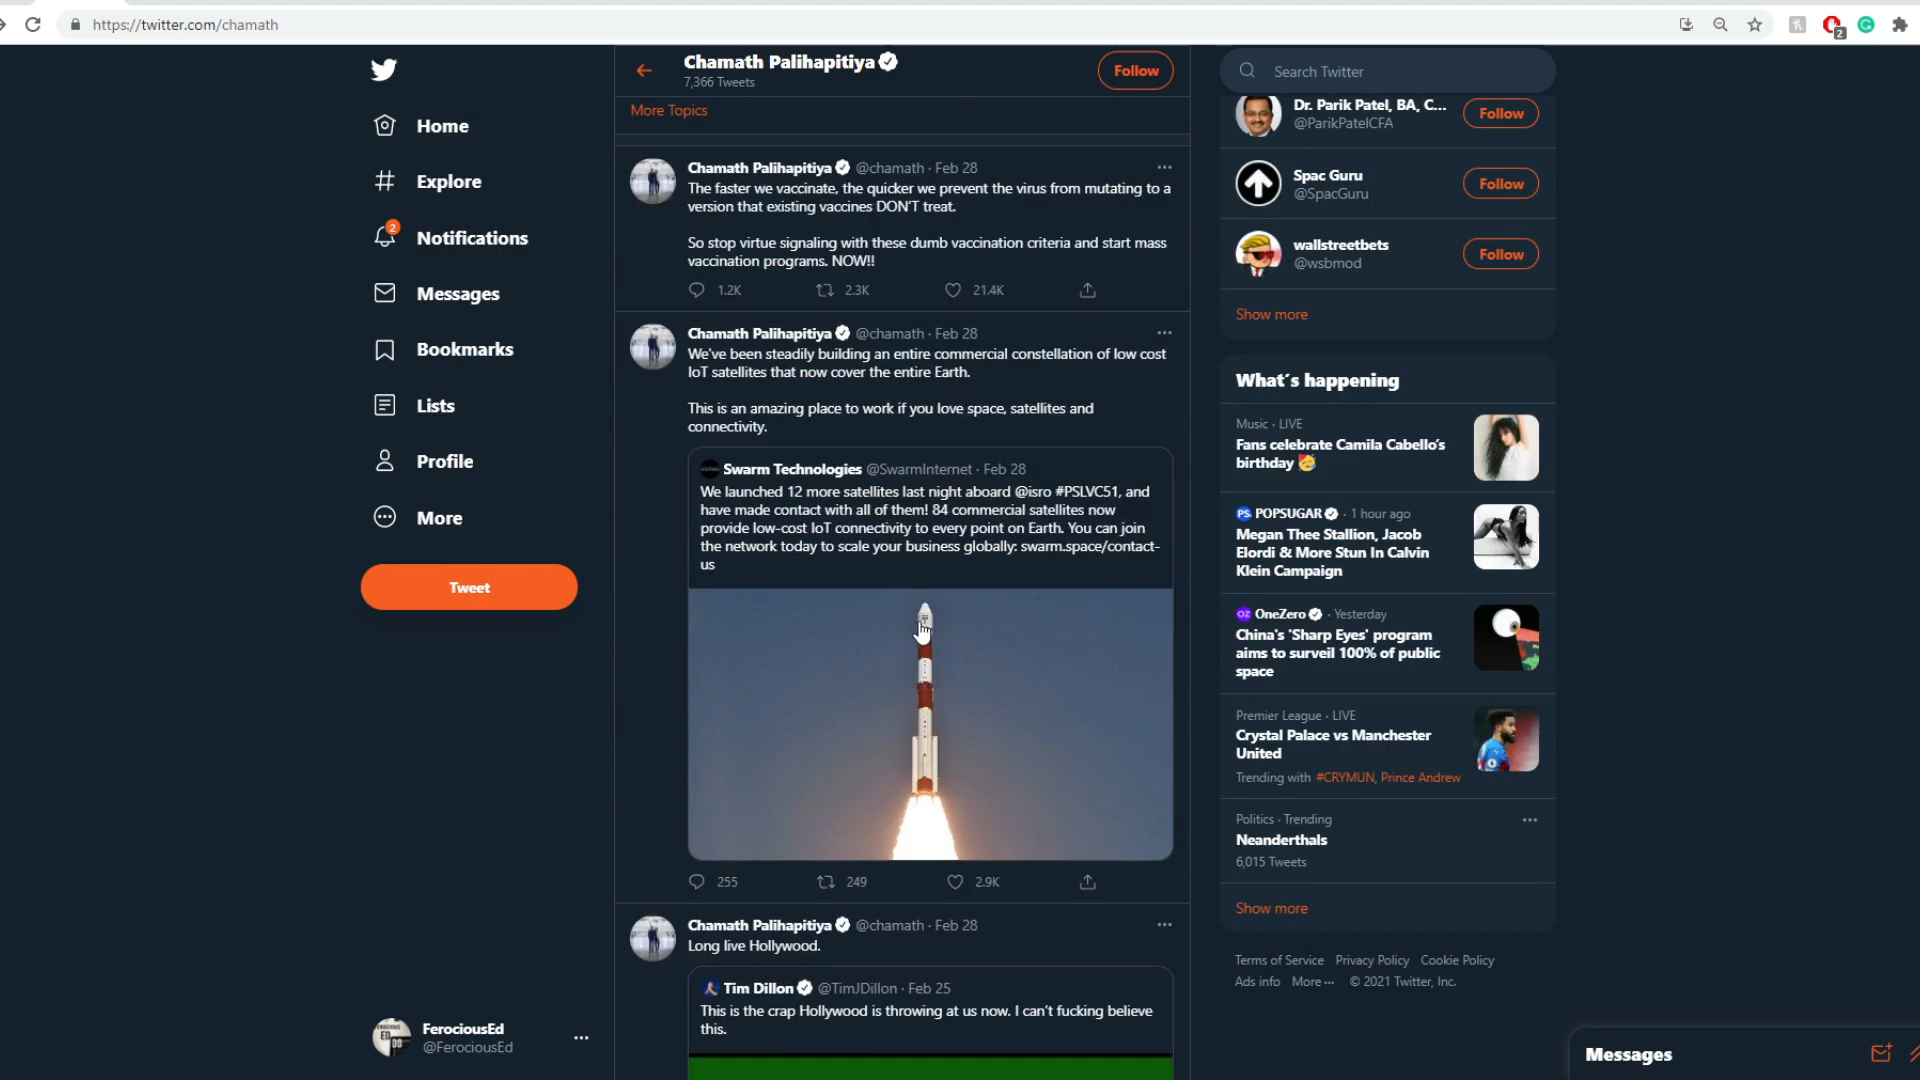 https://twitter.com/chamath
2
Home
Explore
2
Notifications
Messages
Bookmarks
Lists
Profile
More
Tweet
FerociousEd
@FerociousEd
Chamath Palihapitiya
7,366 Tweets
Follow
More Topics
Chamath Palihapitiya @chamath · Feb 28
The faster we vaccinate, the quicker we prevent the virus from mutating to a
version that existing vaccines DON'T treat.
So stop virtue signaling with these dumb vaccination criteria and start mass
vaccination programs. NOW!!
1.2K 2.3K 21.4K
Chamath Palihapitiya @chamath · Feb 28
We've been steadily building an entire commercial constellation of low cost
IoT satellites that now cover the entire Earth.
This is an amazing place to work if you love space, satellites and
connectivity.
Swarm Technologies @SwarmInternet · Feb 28
We launched 12 more satellites last night aboard @isro #PSLVC51, and
have made contact with all of them! 84 commercial satellites now
provide low-cost IoT connectivity to every point on Earth. You can join
the network today to scale your business globally: swarm.space/contact-
us
255 249 2.9K
Chamath Palihapitiya @chamath · Feb 28
Long live Hollywood.
Tim Dillon @TimJDillon · Feb 25
This is the crap Hollywood is throwing at us now. I can't fucking believe
this.
Search Twitter
Dr. Parik Patel, BA, C...
@ParikPatelCFA
Follow
Spac Guru
@SpacGuru
Follow
wallstreetbets
@wsbmod
Follow
Show more
What's happening
Music · LIVE
Fans celebrate Camila Cabello's
birthday
POPSUGAR · 1 hour ago
Megan Thee Stallion, Jacob
Elordi & More Stun In Calvin
Klein Campaign
OneZero · Yesterday
China's 'Sharp Eyes' program
aims to surveil 100% of public
space
Premier League · LIVE
Crystal Palace vs Manchester
United
Trending with #CRYMUN, Prince Andrew
Politics · Trending
Neanderthals
6,015 Tweets
Show more
Terms of Service Privacy Policy Cookie Policy
Ads info More ··· © 2021 Twitter, Inc.
Messages